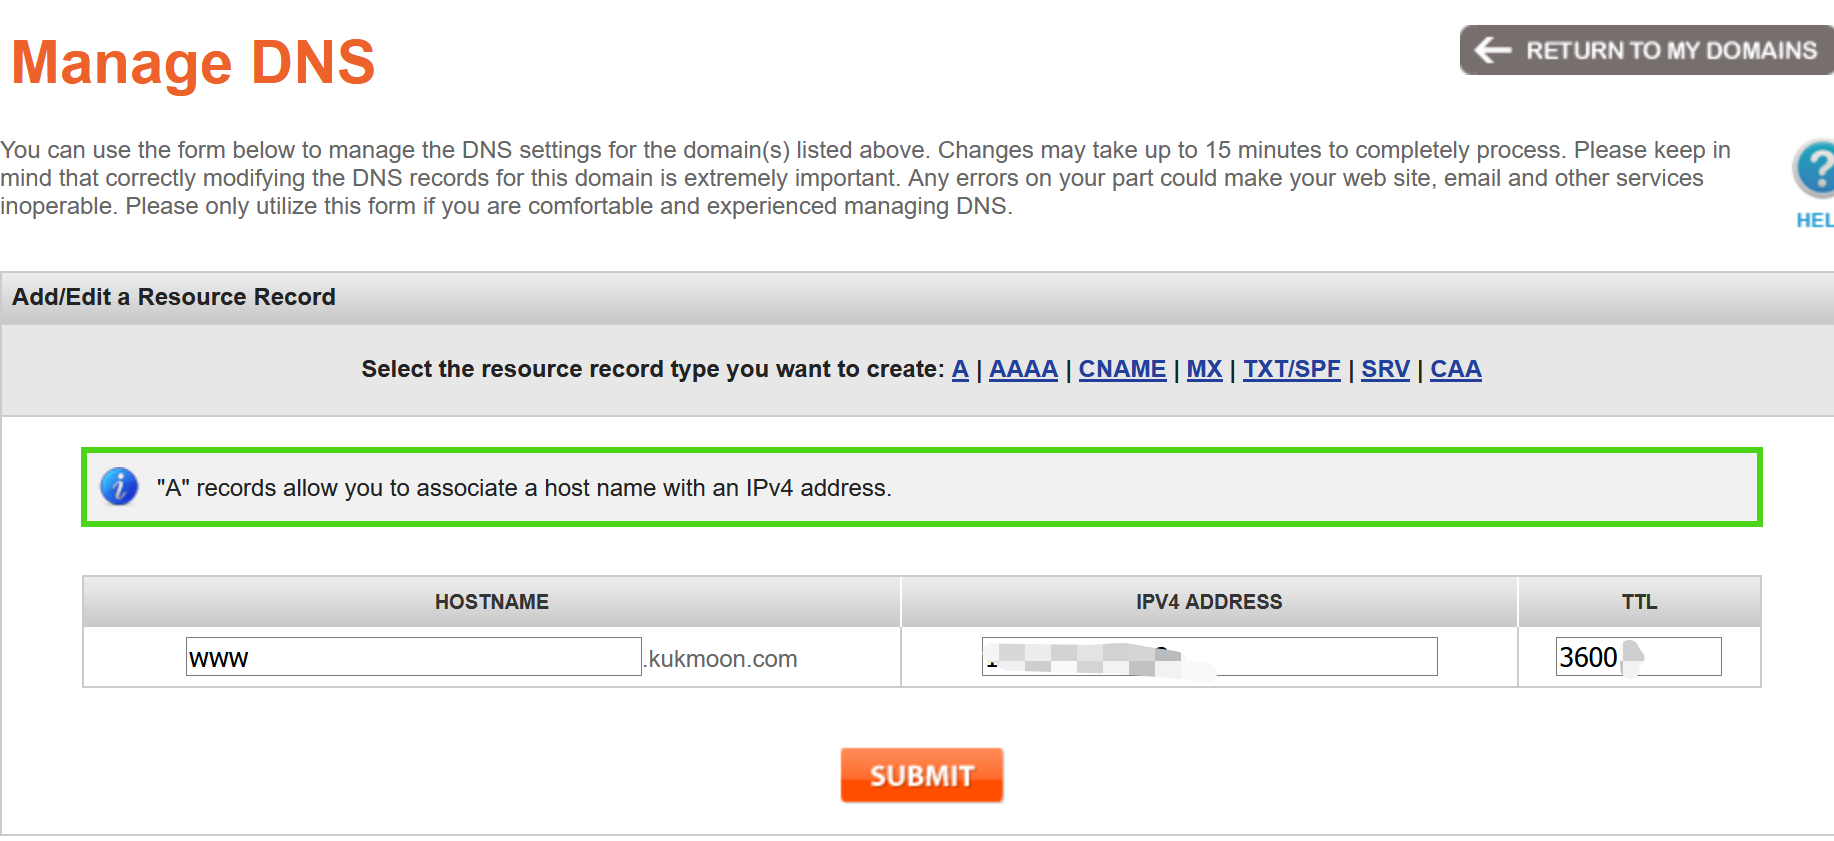 Manage DNS
RETURN TO MY DOMAINS
You can use the form below to manage the DNS settings for the domain(s) listed above. Changes may take up to 15 minutes to completely process. Please keep in
mind that correctly modifying the DNS records for this domain is extremely important. Any errors on your part could make your web site, email and other services
inoperable. Please only utilize this form if you are comfortable and experienced managing DNS.
HEL
Add/Edit a Resource Record
Select the resource record type you want to create: A | AAAA | CNAME | MX | TXT/SPF | SRV | CAA
"A" records allow you to associate a host name with an IPv4 address.
HOSTNAME IPV4 ADDRESS TTL
www .kukmoon.com 3600
SUBMIT